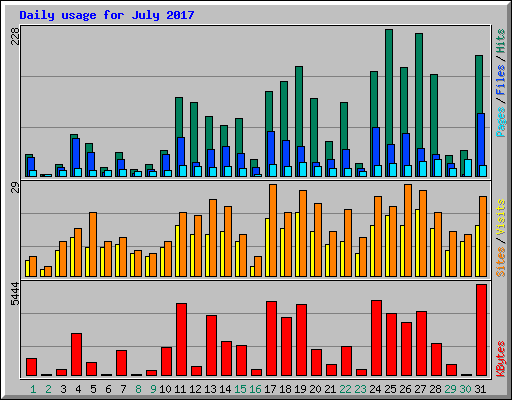 Daily usage for July 2017
228
29
5444
Pages / Files / Hits
Sites / Visits
KBytes
1 2 3 4 5 6 7 8 9 10 11 12 13 14 15 16 17 18 19 20 21 22 23 24 25 26 27 28 29 30 31